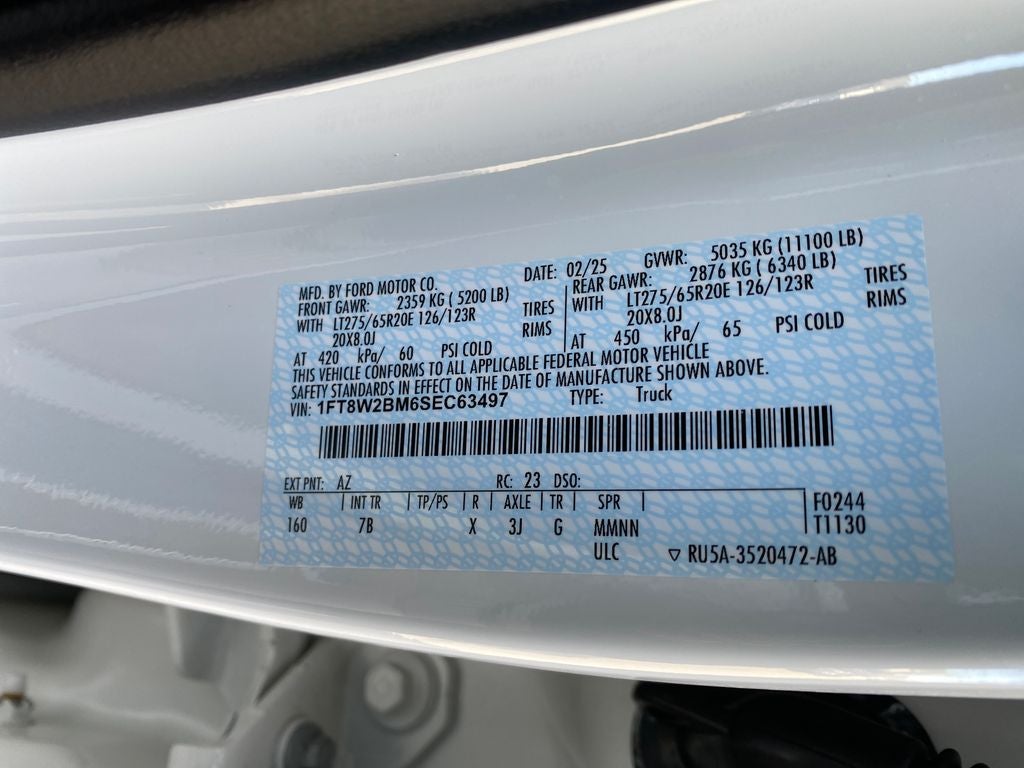 MFD. BY FORD MOTOR CO.
DATE: 02/25 GVWR: 5035 KG (11100 LB)
FRONT GAWR: 2359 KG ( 5200 LB)
REAR GAWR: 2876 KG ( 6340 LB)
WITH LT275/65R20E 126/123R TIRES
WITH LT275/65R20E 126/123R TIRES
20X8.0J RIMS
20X8.0J RIMS
AT 420 kPa/ 60 PSI COLD
AT 450 kPa/ 65 PSI COLD
THIS VEHICLE CONFORMS TO ALL APPLICABLE FEDERAL MOTOR VEHICLE
SAFETY STANDARDS IN EFFECT ON THE DATE OF MANUFACTURE SHOWN ABOVE.
VIN: 1FT8W2BM6SEC63497 TYPE: Truck
EXT PNT: AZ RC: 23 DSO:
WB INT TR TP/PS R AXLE TR SPR F0244
160 7B X 3J G MMNN T1130
ULC ▽ RU5A-3520472-AB